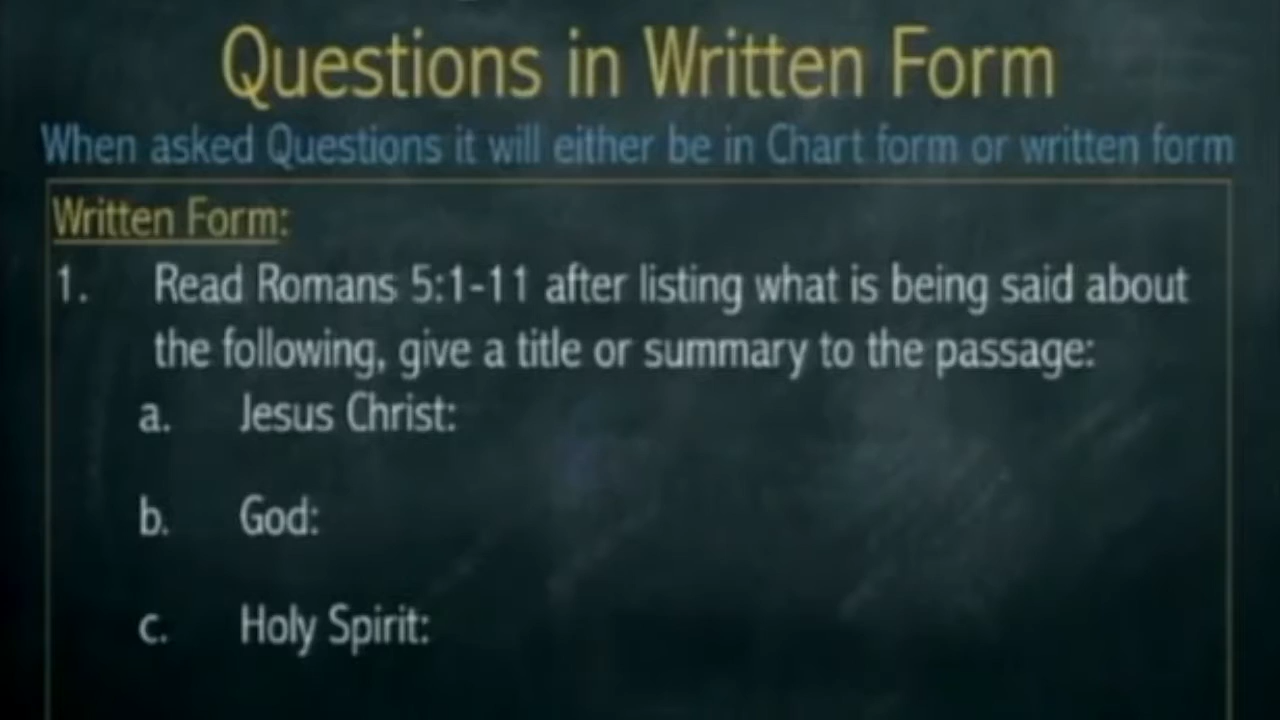 Questions in Written Form
When asked Questions it will either be in Chart form or written form
Written Form:
1. Read Romans 5:1-11 after listing what is being said about
the following, give a title or summary to the passage:
a. Jesus Christ:
b. God:
c. Holy Spirit: